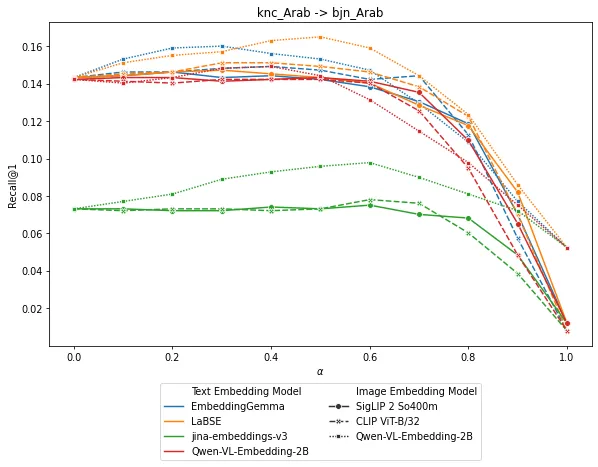 knc_Arab -> bjn_Arab
Recall@1
0.16
0.14
0.12
0.10
0.08
0.06
0.04
0.02
0.0
0.2
0.4
0.6
0.8
1.0
α
Text Embedding Model
EmbeddingGemma
LaBSE
jina-embeddings-v3
Qwen-VL-Embedding-2B
Image Embedding Model
SigLIP 2 So400m
CLIP ViT-B/32
Qwen-VL-Embedding-2B